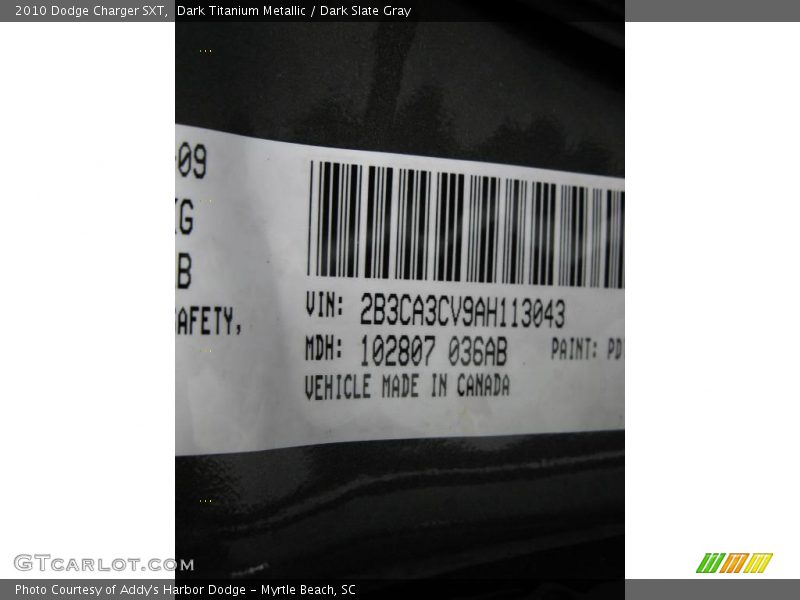 2010 Dodge Charger SXT, Dark Titanium Metallic / Dark Slate Gray
-09
KG
B
AFETY,
VIN: 2B3CA3CV9AH113043
MDH: 102807 036AB PAINT: PD
VEHICLE MADE IN CANADA
GTCARLOT.COM
Photo Courtesy of Addy's Harbor Dodge - Myrtle Beach, SC